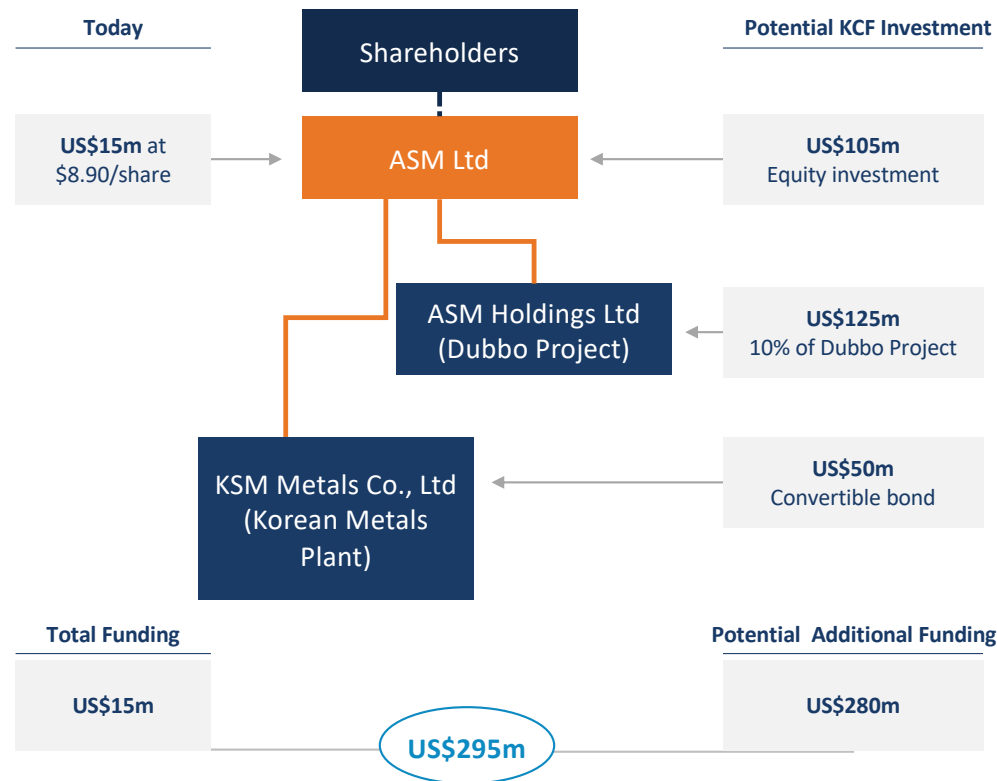 Today
Potential KCF Investment
Shareholders
US$15m at
$8.90/share
ASM Ltd
US$105m
Equity investment
ASM Holdings Ltd
(Dubbo Project)
US$125m
10% of Dubbo Project
KSM Metals Co., Ltd
(Korean Metals
Plant)
US$50m
Convertible bond
Total Funding
Potential Additional Funding
US$15m
US$280m
US$295m